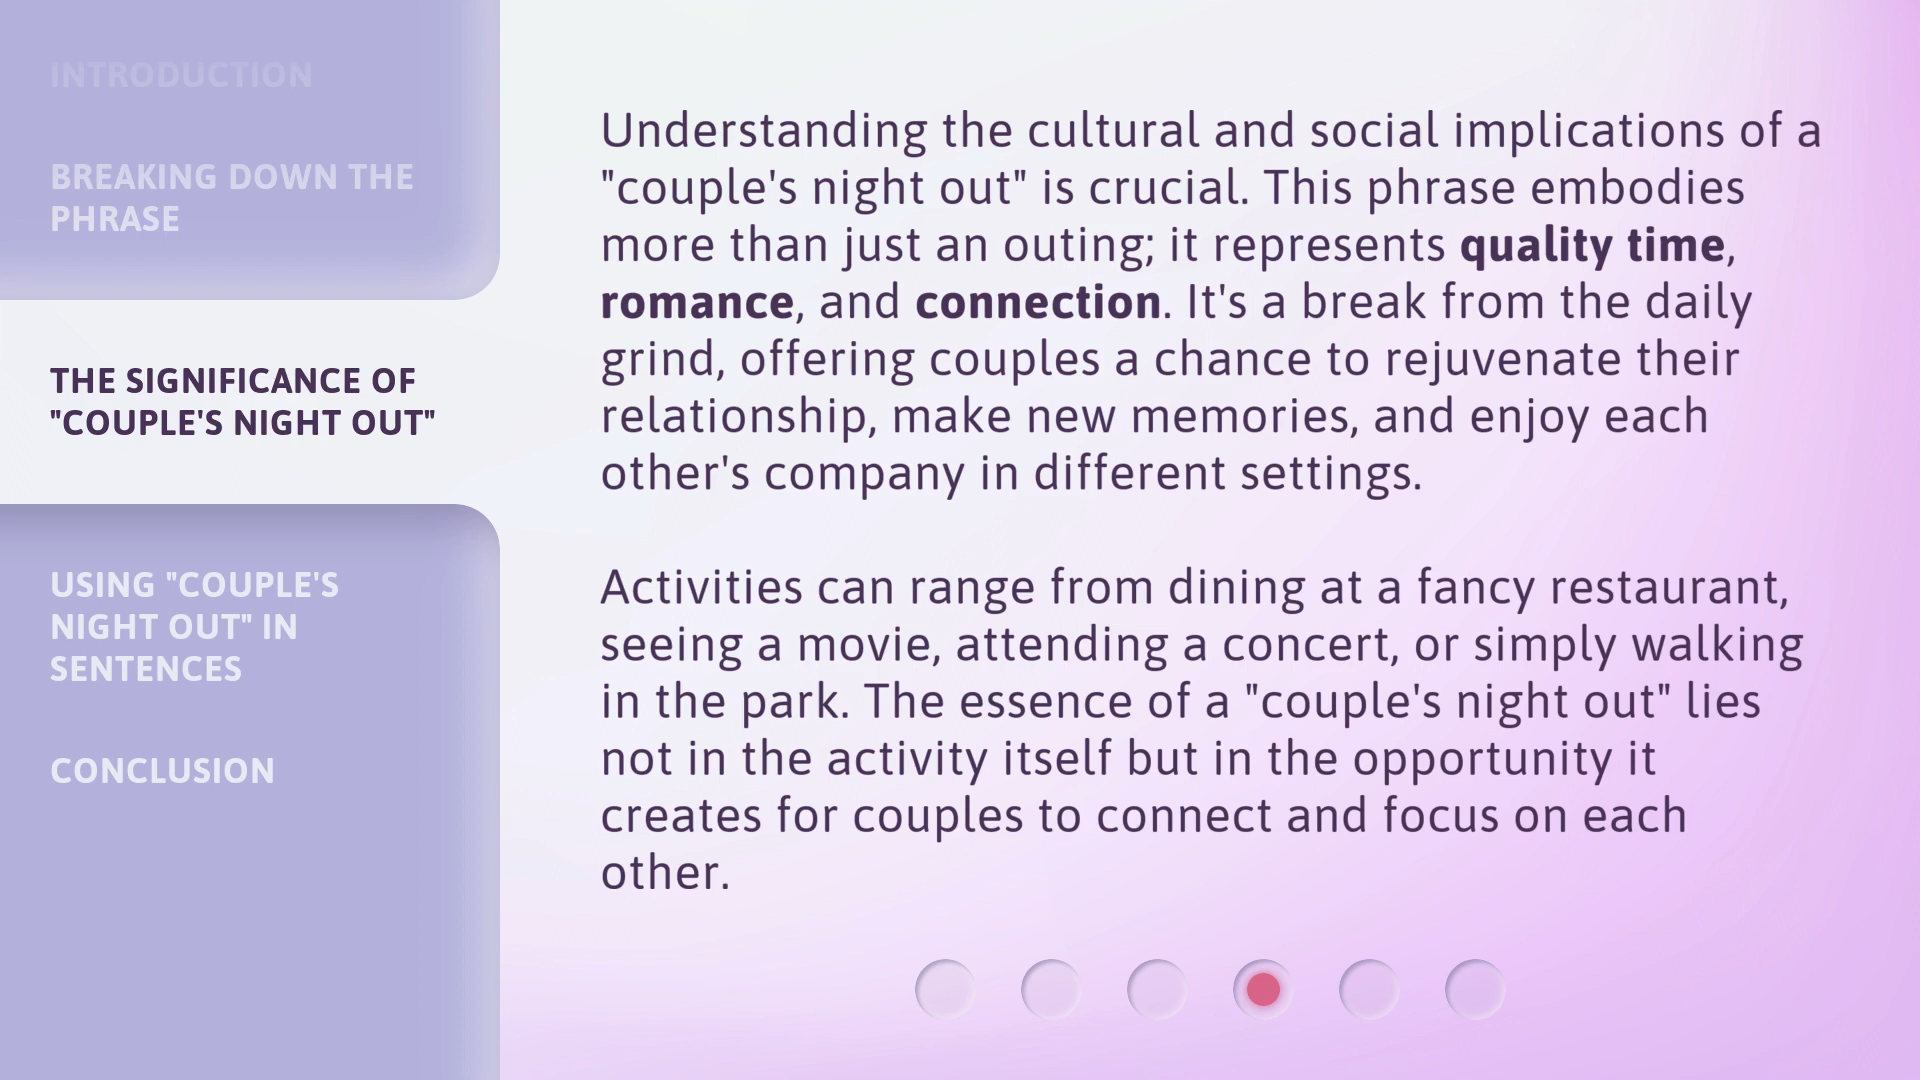 INTRODUCTION
BREAKING DOWN THE
PHRASE
THE SIGNIFICANCE OF
"COUPLE'S NIGHT OUT"
USING "COUPLE'S
NIGHT OUT" IN
SENTENCES
CONCLUSION
Understanding the cultural and social implications of a
"couple's night out" is crucial. This phrase embodies
more than just an outing; it represents quality time,
romance, and connection. It's a break from the daily
grind, offering couples a chance to rejuvenate their
relationship, make new memories, and enjoy each
other's company in different settings.
Activities can range from dining at a fancy restaurant,
seeing a movie, attending a concert, or simply walking
in the park. The essence of a "couple's night out" lies
not in the activity itself but in the opportunity it
creates for couples to connect and focus on each
other.